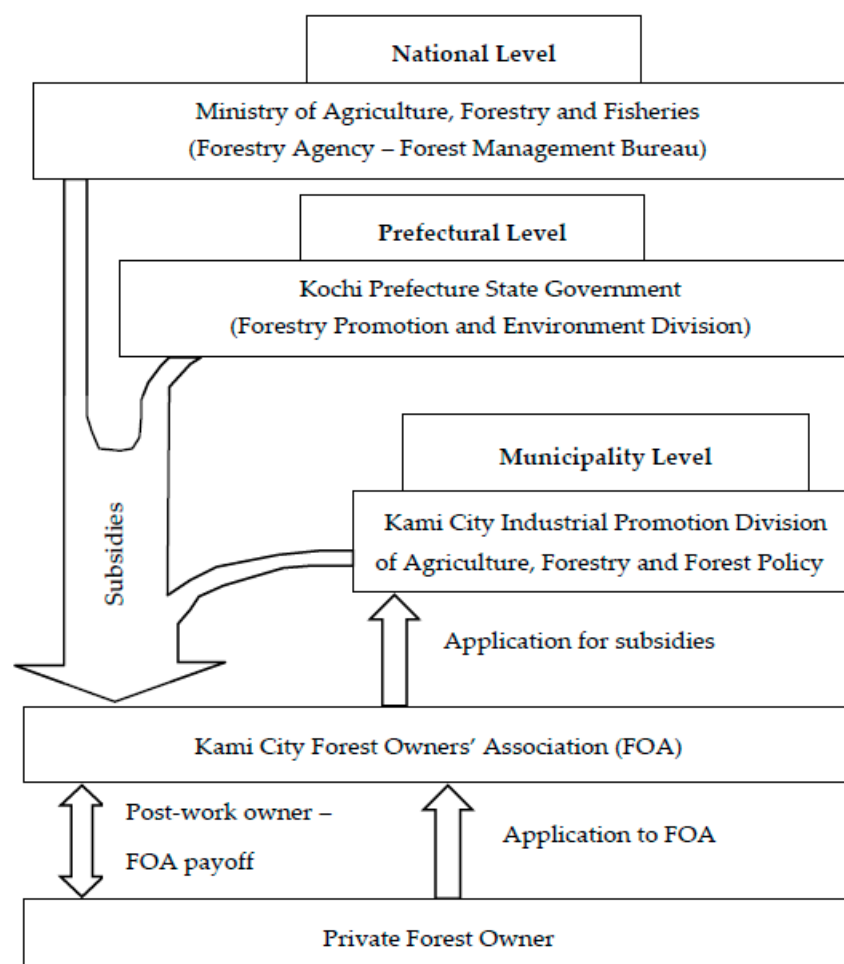 National Level
Ministry of Agriculture, Forestry and Fisheries
(Forestry Agency – Forest Management Bureau)
Prefectural Level
Kochi Prefecture State Government
(Forestry Promotion and Environment Division)
Municipality Level
Kami City Industrial Promotion Division
of Agriculture, Forestry and Forest Policy
Subsidies
Application for subsidies
Kami City Forest Owners’ Association (FOA)
Post-work owner –
FOA payoff
Application to FOA
Private Forest Owner